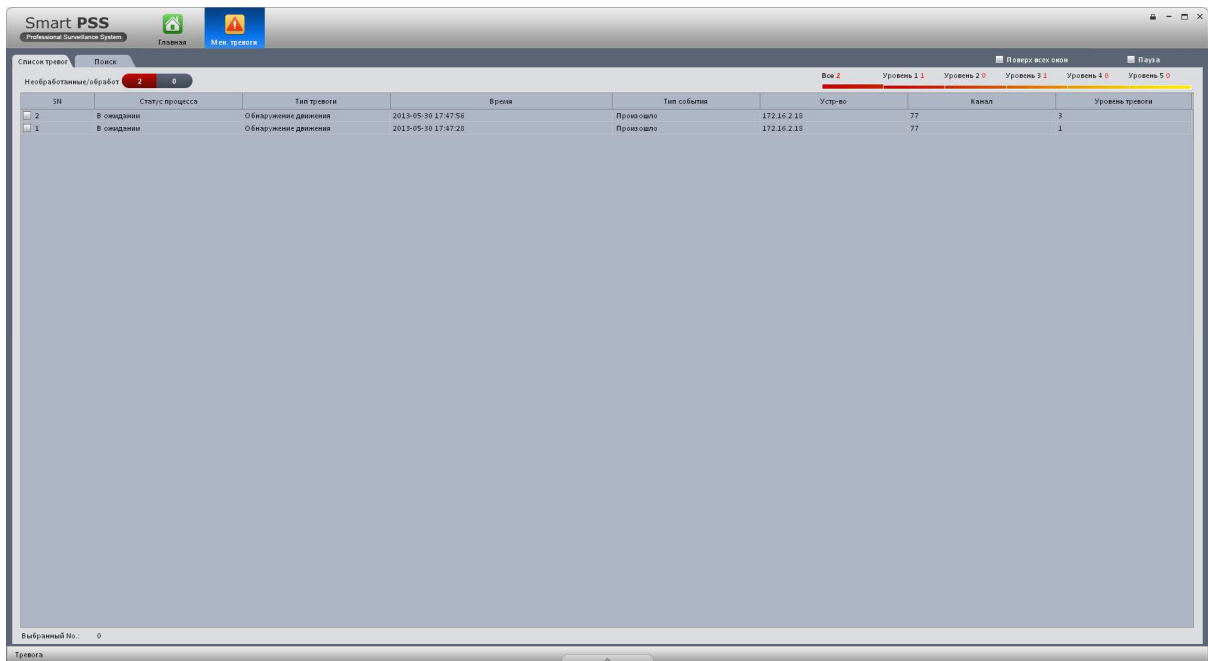 Smart PSS
Professional Surveillance System
Главная
Мен. тревоги
Список тревог
Поиск
Поверх всех окон
Пауза
Необработанные/обработ 2 0
Все 2 Уровень 1 1 Уровень 2 0 Уровень 3 1 Уровень 4 0 Уровень 5 0
SN Статус процесса Тип тревоги Время Тип события Устр-во Канал Уровень тревоги
2 В ожидании Обнаружение движения 2013-05-30 17:47:56 Произошло 172.16.2.18 77 3
1 В ожидании Обнаружение движения 2013-05-30 17:47:28 Произошло 172.16.2.18 77 1
Выбранный No.: 0
Тревога